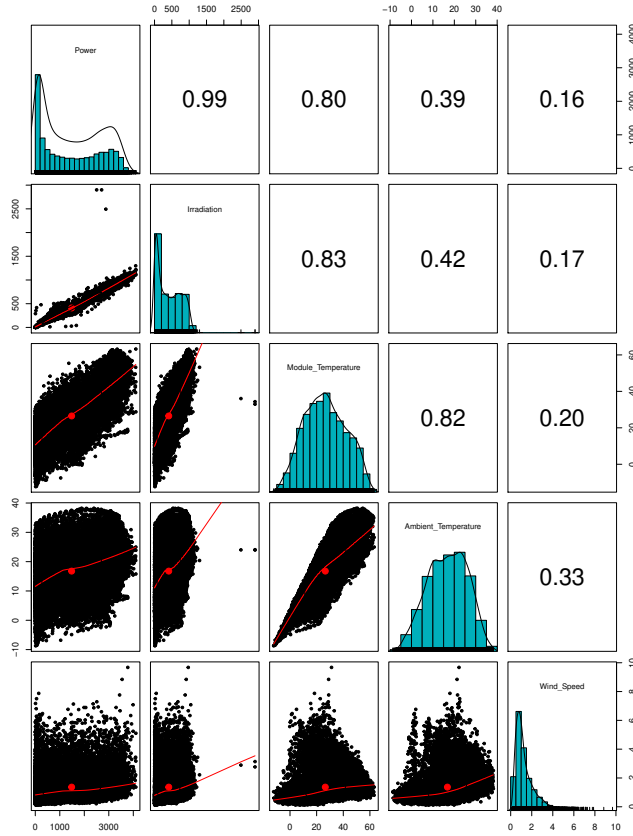 0 500 1500 2500
-10 0 10 20 30 40
Power
0.99
0.80
0.39
0.16
0 1000 2000 3000 4000
0 500 1500 2500
Irradiation
0.83
0.42
0.17
Module_Temperature
0.82
0.20
0 20 40 60
-10 0 10 20 30 40
Ambient_Temperature
0.33
Wind_Speed
0 2 4 6 8 10
0 1000 3000
0 20 40 60
0 2 4 6 8 10